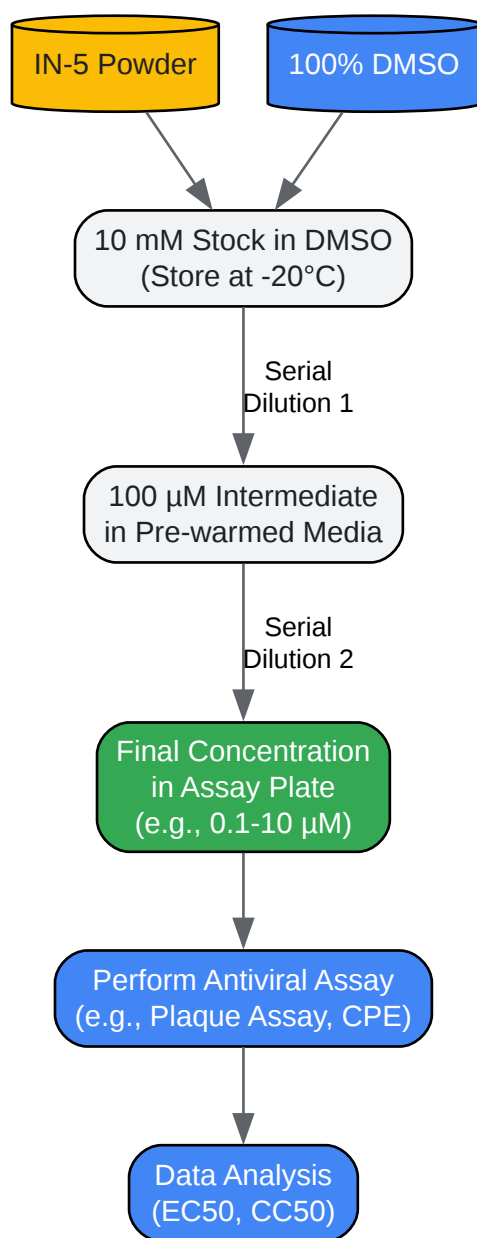 IN-5 Powder
100% DMSO
10 mM Stock in DMSO
(Store at -20°C)
Serial
Dilution 1
100 µM Intermediate
in Pre-warmed Media
Serial
Dilution 2
Final Concentration
in Assay Plate
(e.g., 0.1-10 µM)
Perform Antiviral Assay
(e.g., Plaque Assay, CPE)
Data Analysis
(EC50, CC50)